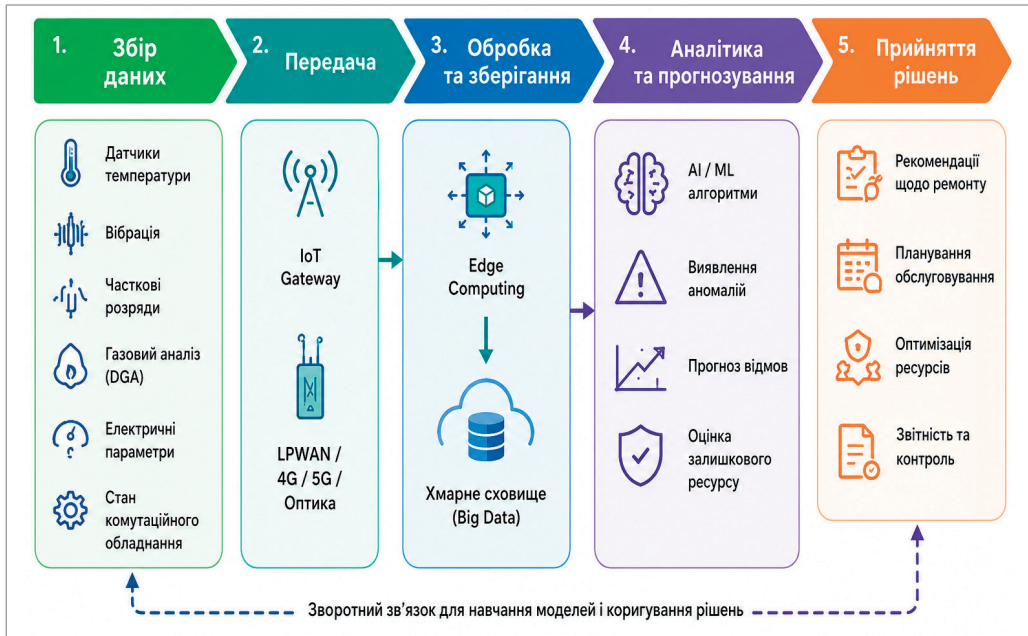 1. Збір
даних
2. Передача
3. Обробка
та зберігання
4. Аналітика
та прогнозування
5. Прийняття
рішень
Датчики
температури
Вібрація
Часткові
розряди
Газовий аналіз
(DGA)
Електричні
параметри
Стан
комутаційного
обладнання
IoT
Gateway
LPWAN /
4G / 5G /
Оптика
Edge
Computing
Хмарне сховище
(Big Data)
AI / ML
алгоритми
Виявлення
аномалій
Прогноз відмов
Оцінка
залишкового
ресурсу
Рекомендації
щодо ремонту
Планування
обслуговування
Оптимізація
ресурсів
Звітність та
контроль
Зворотний зв'язок для навчання моделей і коригування рішень